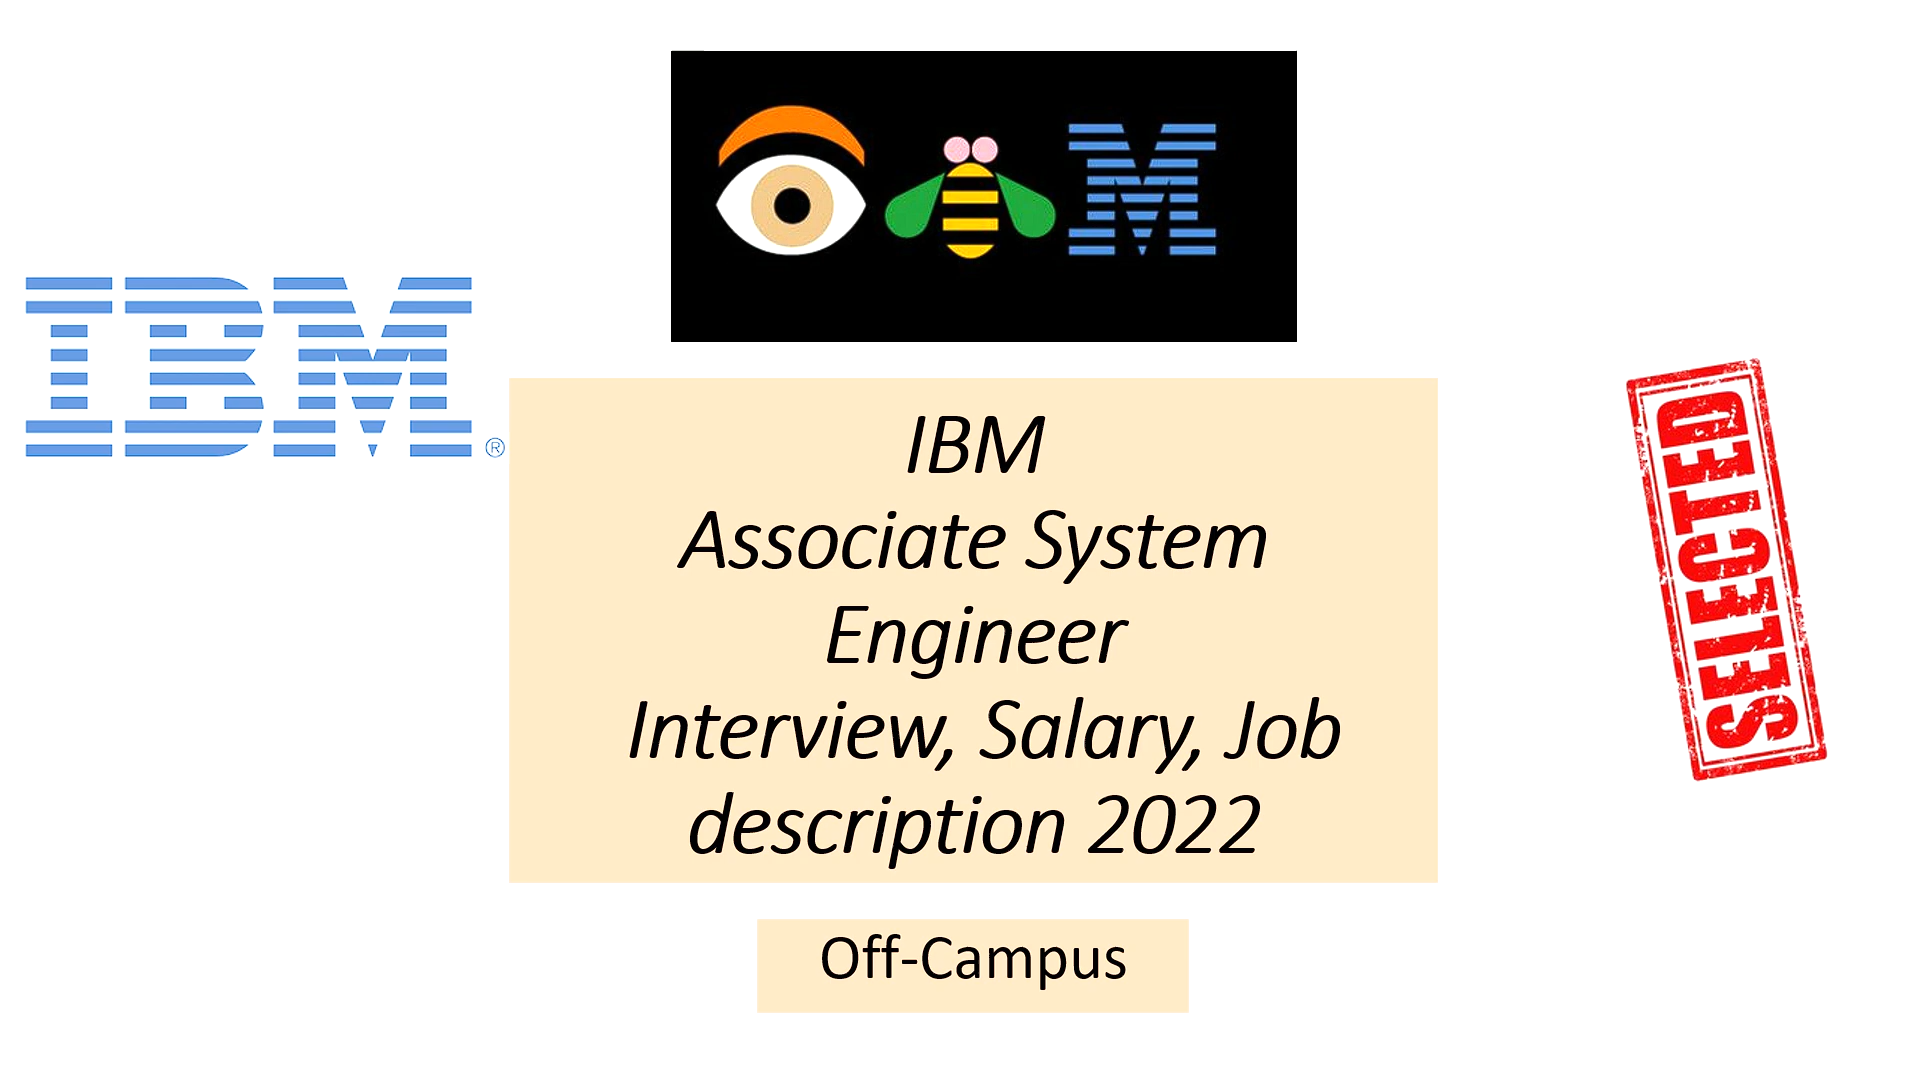 M
IBM®
IBM
Associate System
Engineer
Interview, Salary, Job
description 2022
SELECTED
Off-Campus